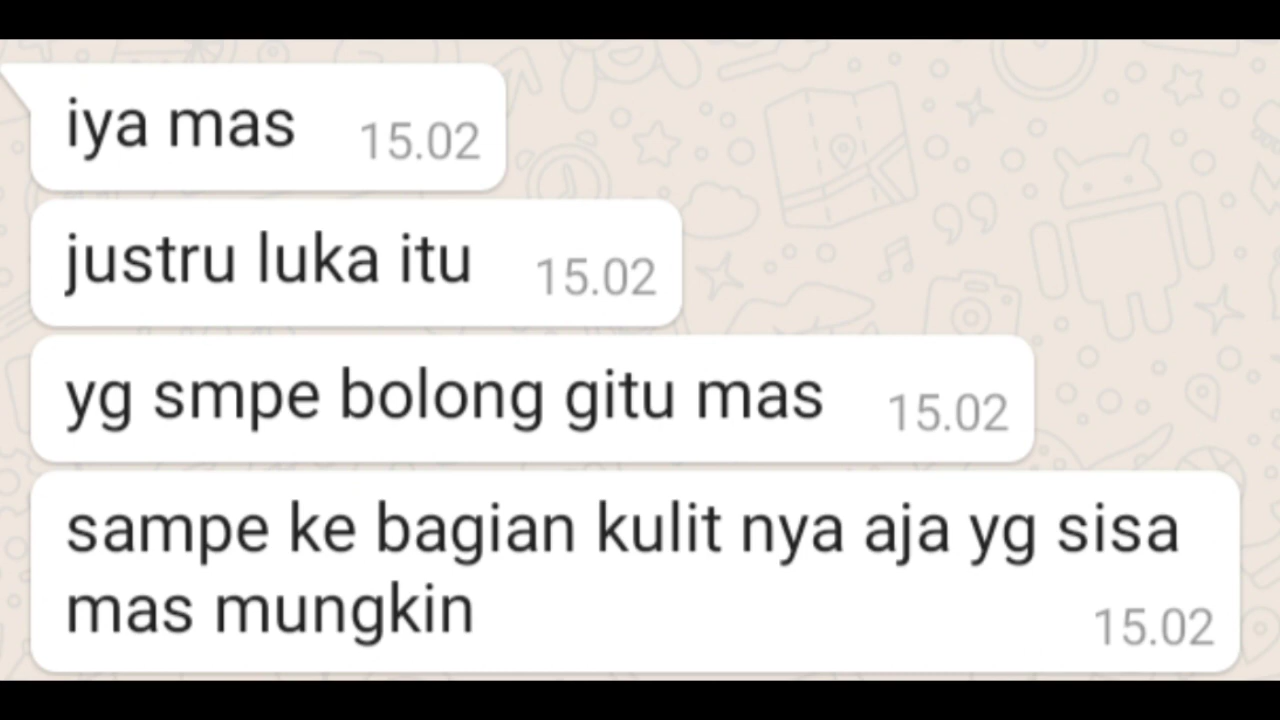 iya mas 15.02
justru luka itu 15.02
yg smpe bolong gitu mas 15.02
sampe ke bagian kulit nya aja yg sisa
mas mungkin 15.02